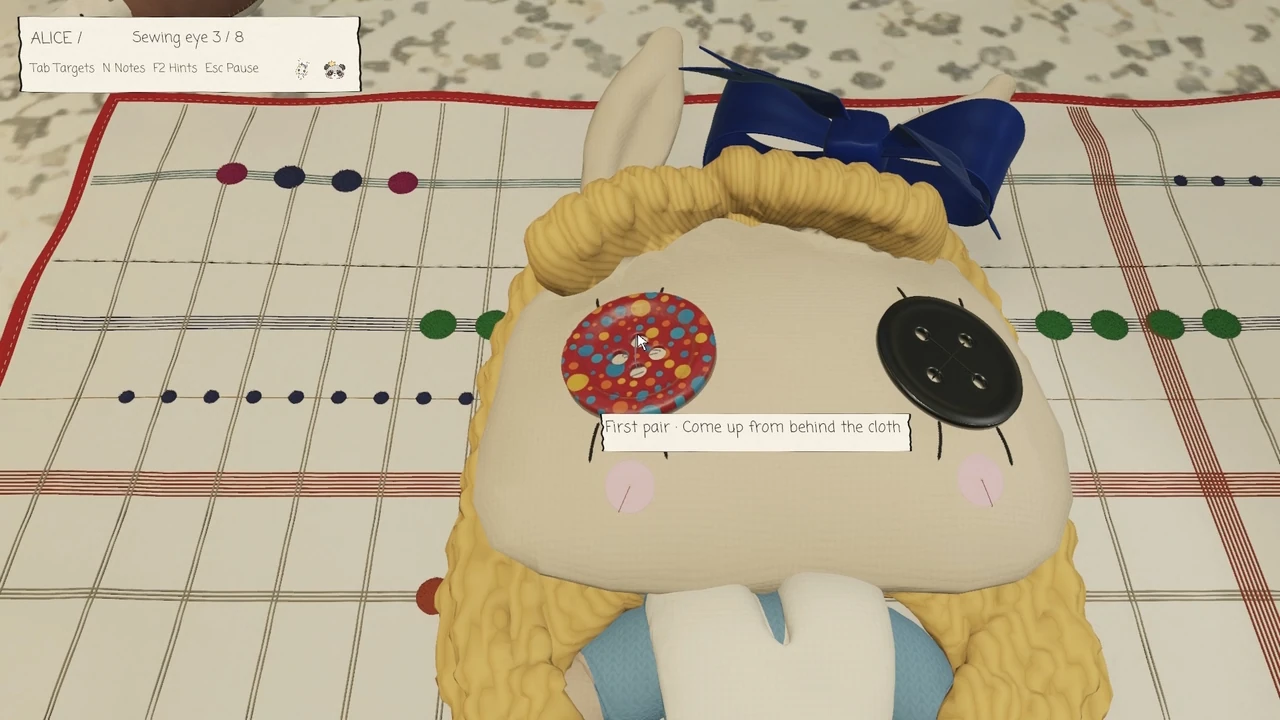 ALICE / Sewing eye 3 / 8
Tab Targets N Notes F2 Hints Esc Pause
First pair · Come up from behind the cloth